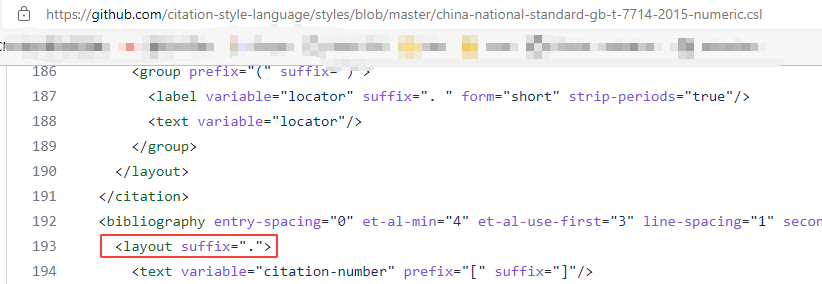 https://github.com/citation-style-language/styles/blob/master/china-national-standard-gb-t-7714-2015-numeric.csl
186 <group prefix="(" suffix=")">
187 <label variable="locator" suffix=". " form="short" strip-periods="true"/>
188 <text variable="locator"/>
189 </group>
190 </layout>
191 </citation>
192 <bibliography entry-spacing="0" et-al-min="4" et-al-use-first="3" line-spacing="1" secon
193 <layout suffix=".">
194 <text variable="citation-number" prefix="[" suffix="]"/>